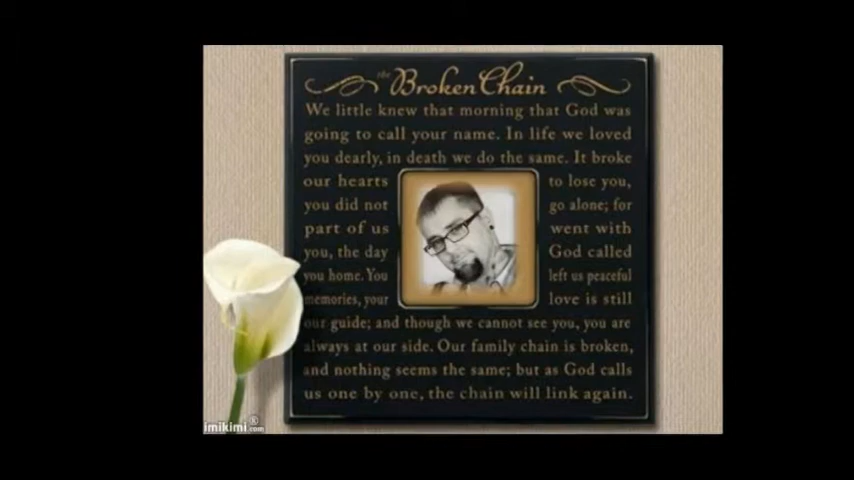 the Broken Chain
We little knew that morning that God was
going to call your name. In life we loved
you dearly, in death we do the same. It broke
our hearts to lose you,
you did not go alone; for
part of us went with
you, the day God called
you home. You left us peaceful
memories, your love is still
our guide; and though we cannot see you, you are
always at our side. Our family chain is broken,
and nothing seems the same; but as God calls
us one by one, the chain will link again.
imikimi®.com